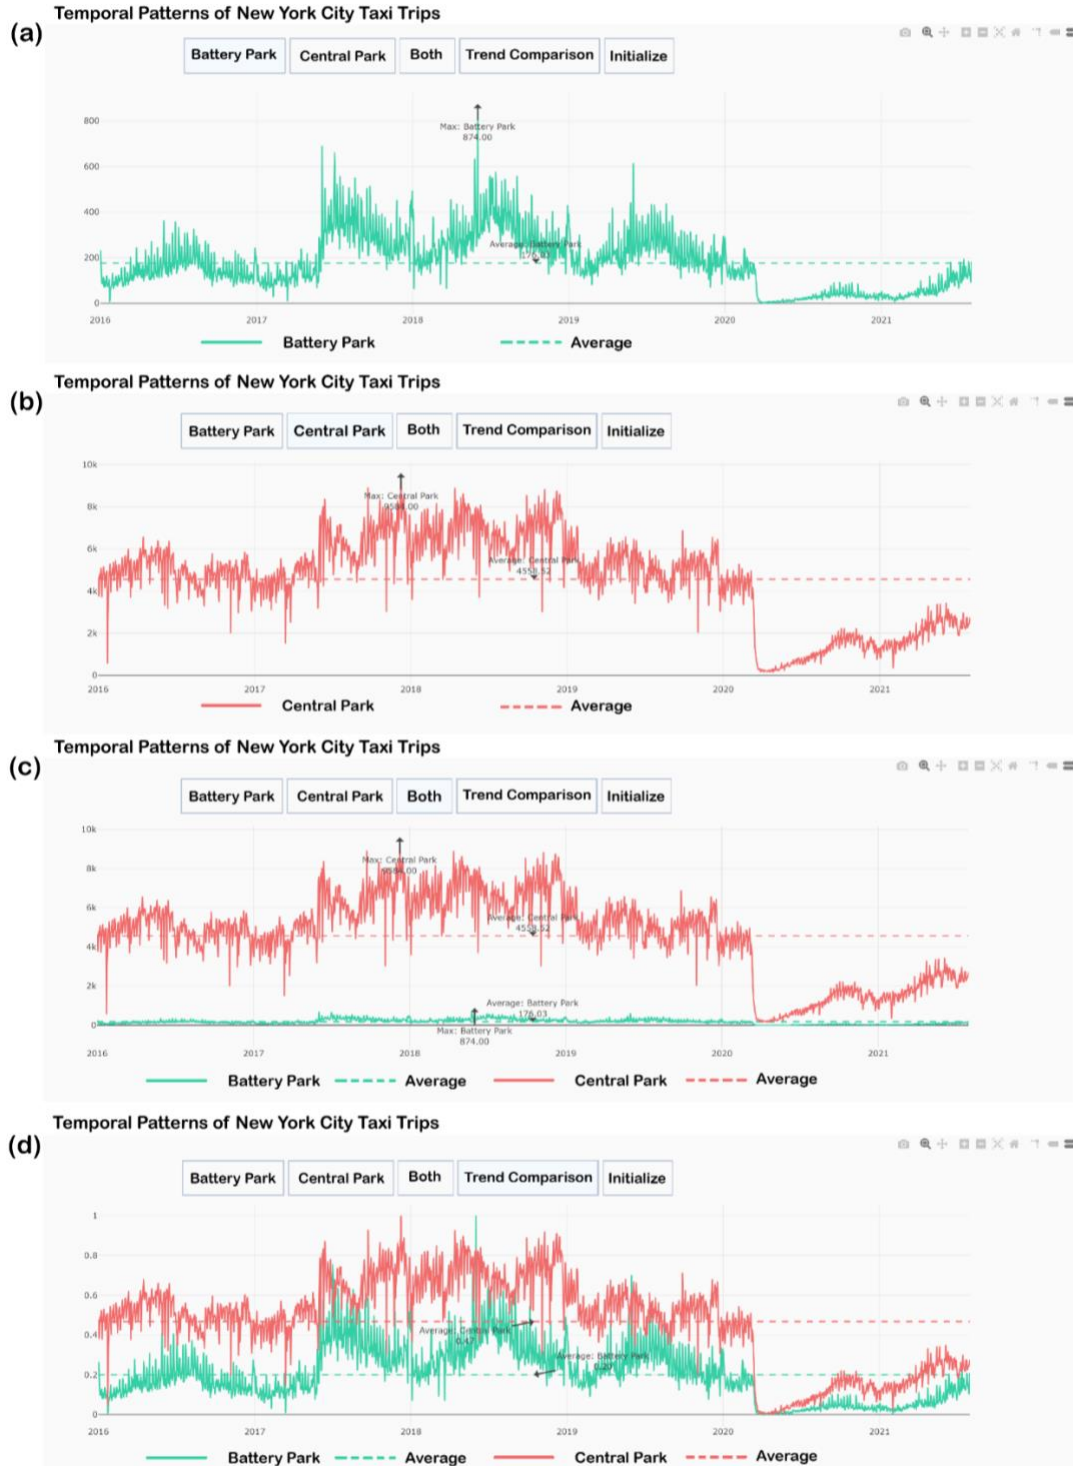 Temporal Patterns of New York City Taxi Trips
(a)
Battery Park Central Park Both Trend Comparison Initialize
800
Max: Battery Park
874.00
600
400
Average: Battery Park
200
176.03
0
2016 2017 2018 2019 2020 2021
Battery Park Average
Temporal Patterns of New York City Taxi Trips
(b)
Battery Park Central Park Both Trend Comparison Initialize
10k
Max: Central Park
8k
6k
Average: Central Park
4558.52
4k
2k
0
2016 2017 2018 2019 2020 2021
Central Park Average
Temporal Patterns of New York City Taxi Trips
(c)
Battery Park Central Park Both Trend Comparison Initialize
10k
Max: Central Park
8k
6k
Average: Central Park
4558.52
4k
2k
Average: Battery Park
176.03
0
Max: Battery Park
874.00
2016 2017 2018 2019 2020 2021
Battery Park Average Central Park Average
Temporal Patterns of New York City Taxi Trips
(d)
Battery Park Central Park Both Trend Comparison Initialize
1
0.8
0.6
0.4
Average: Central Park
0.47
Average: Battery Park
0.20
0.2
0
2016 2017 2018 2019 2020 2021
Battery Park Average Central Park Average